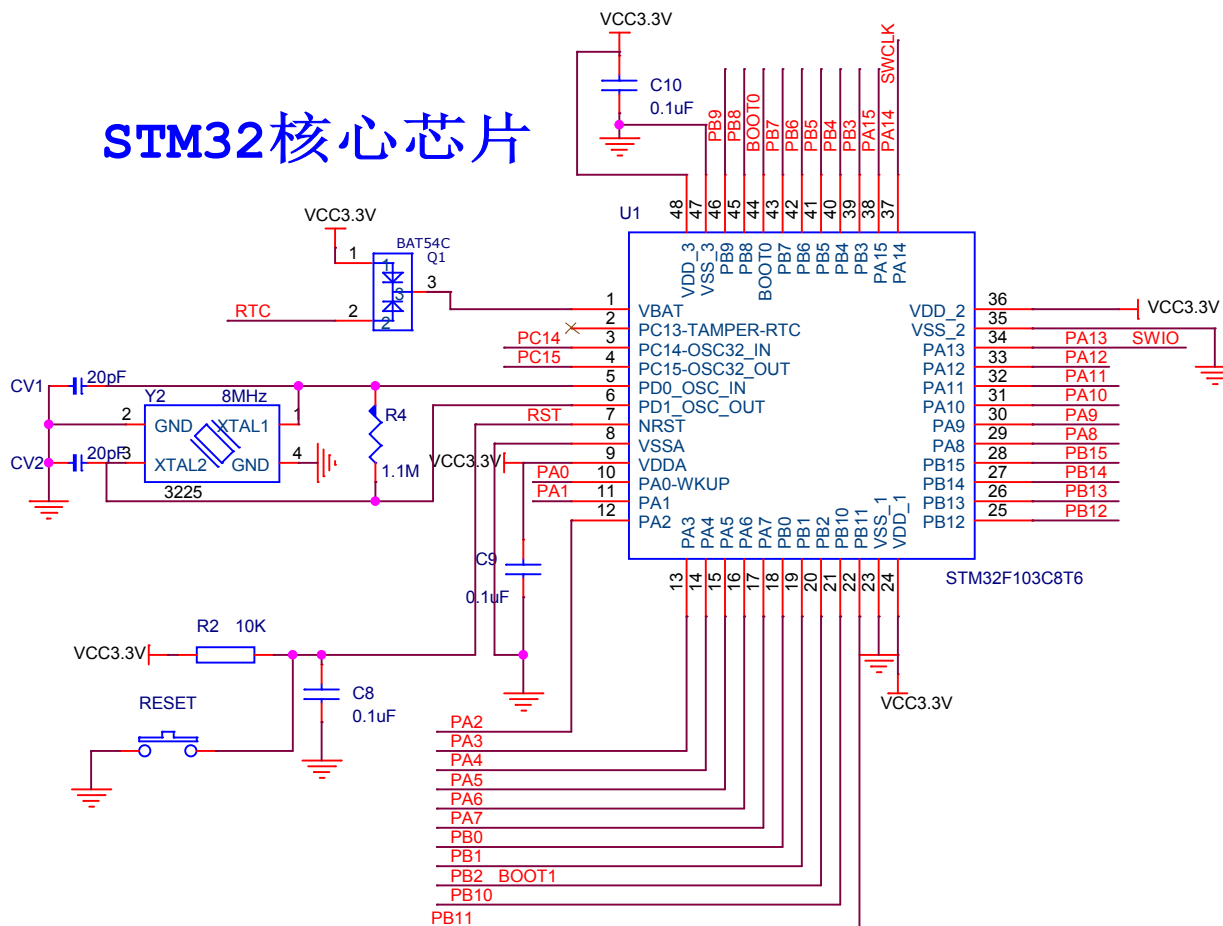 VCC3.3V
C10
0.1uF
STM32核心芯片
PB9
PB8
BOOT0
PB7
PB6
PB5
PB4
PB3
PA15
PA14
SWCLK
48
47
46
45
44
43
42
41
40
39
38
37
U1
VDD_3
VSS_3
PB9
PB8
BOOT0
PB7
PB6
PB5
PB4
PB3
PA15
PA14
VCC3.3V
BAT54C
Q1
1
1
3
3
2
2
RTC
1
VBAT
2
PC13-TAMPER-RTC
PC14
3
PC14-OSC32_IN
PC15
4
PC15-OSC32_OUT
5
PD0_OSC_IN
6
PD1_OSC_OUT
RST
7
NRST
8
VSSA
VCC3.3V
9
VDDA
PA0
10
PA0-WKUP
PA1
11
PA1
12
PA2
VDD_2
36
VCC3.3V
VSS_2
35
PA13
34
PA13
SWIO
PA12
33
PA12
PA11
32
PA11
PA10
31
PA10
PA9
30
PA9
PA8
29
PA8
PB15
28
PB15
PB14
27
PB14
PB13
26
PB13
PB12
25
PB12
CV1
20pF
Y2
8MHz
2
GND
XTAL1
1
CV2
20pF
3
XTAL2
GND
4
3225
R4
1.1M
PA3
PA4
PA5
PA6
PA7
PB0
PB1
PB2
PB10
PB11
VSS_1
VDD_1
13
14
15
16
17
18
19
20
21
22
23
24
STM32F103C8T6
C9
0.1uF
VCC3.3V
R2 10K
C8
0.1uF
RESET
VCC3.3V
PA2
PA3
PA4
PA5
PA6
PA7
PB0
PB1
PB2 BOOT1
PB10
PB11